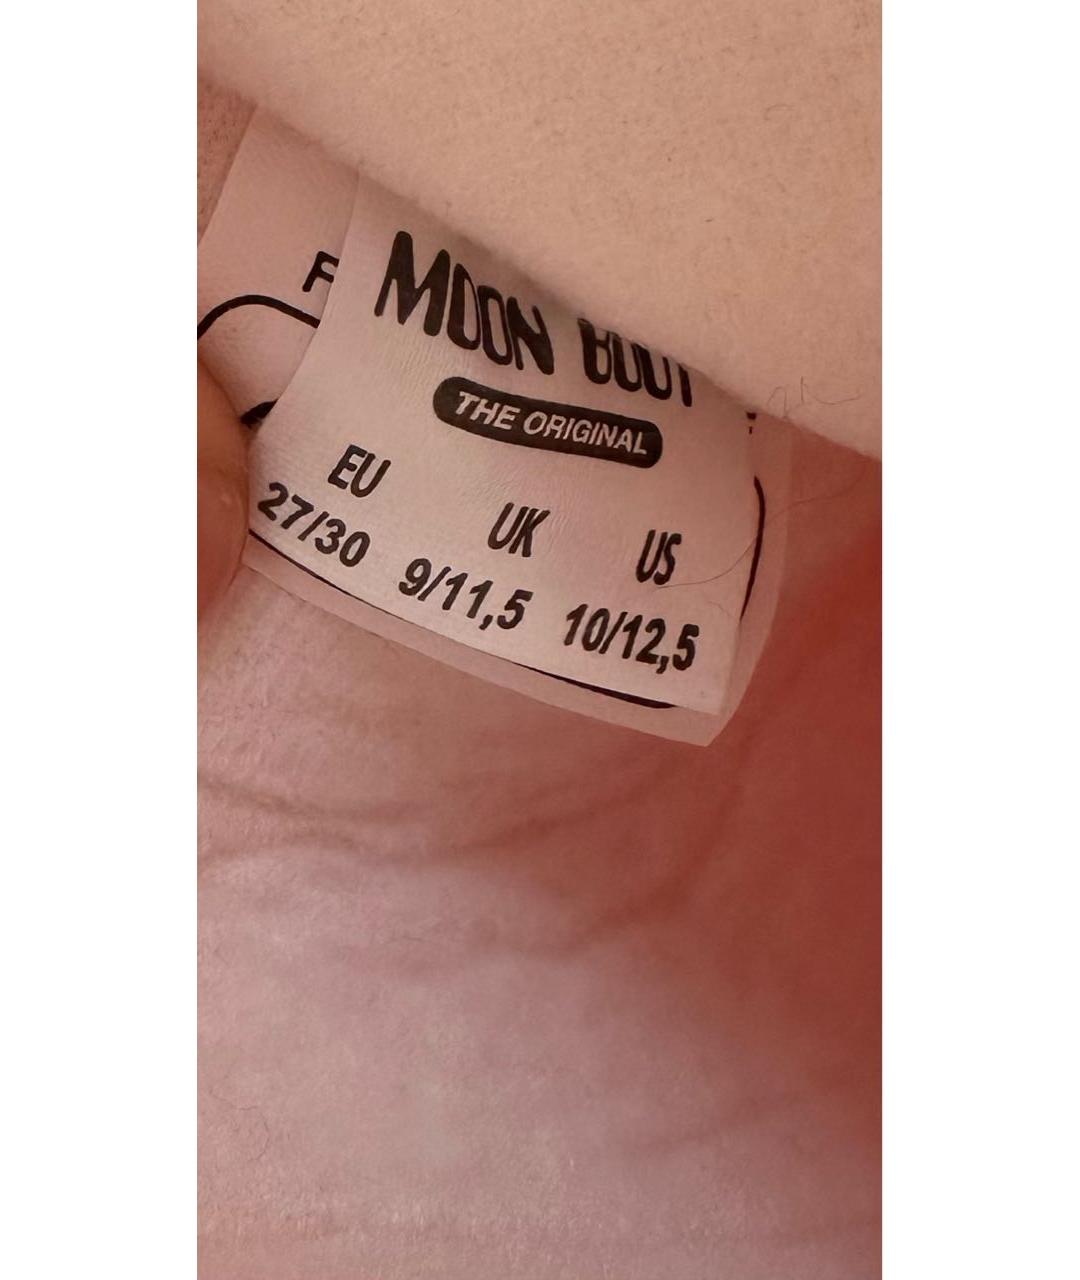 MOON BOOT
THE ORIGINAL
EU UK US
27/30 9/11,5 10/12,5
F